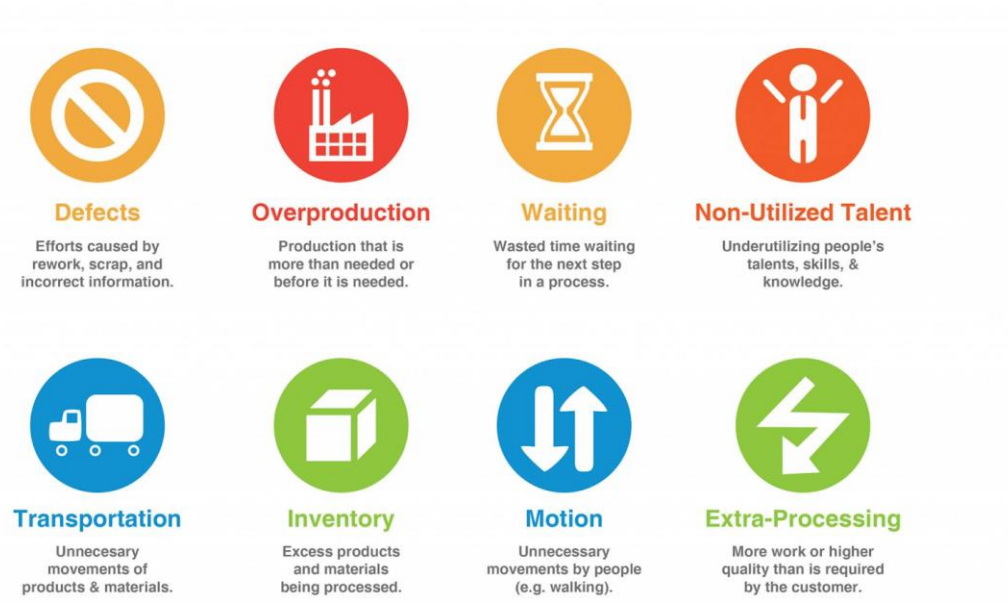 Defects
Efforts caused by
rework, scrap, and
incorrect information.
Overproduction
Production that is
more than needed or
before it is needed.
Waiting
Wasted time waiting
for the next step
in a process.
Non-Utilized Talent
Underutilizing people's
talents, skills, &
knowledge.
Transportation
Unnecesary
movements of
products & materials.
Inventory
Excess products
and materials
being processed.
Motion
Unnecessary
movements by people
(e.g. walking).
Extra-Processing
More work or higher
quality than is required
by the customer.